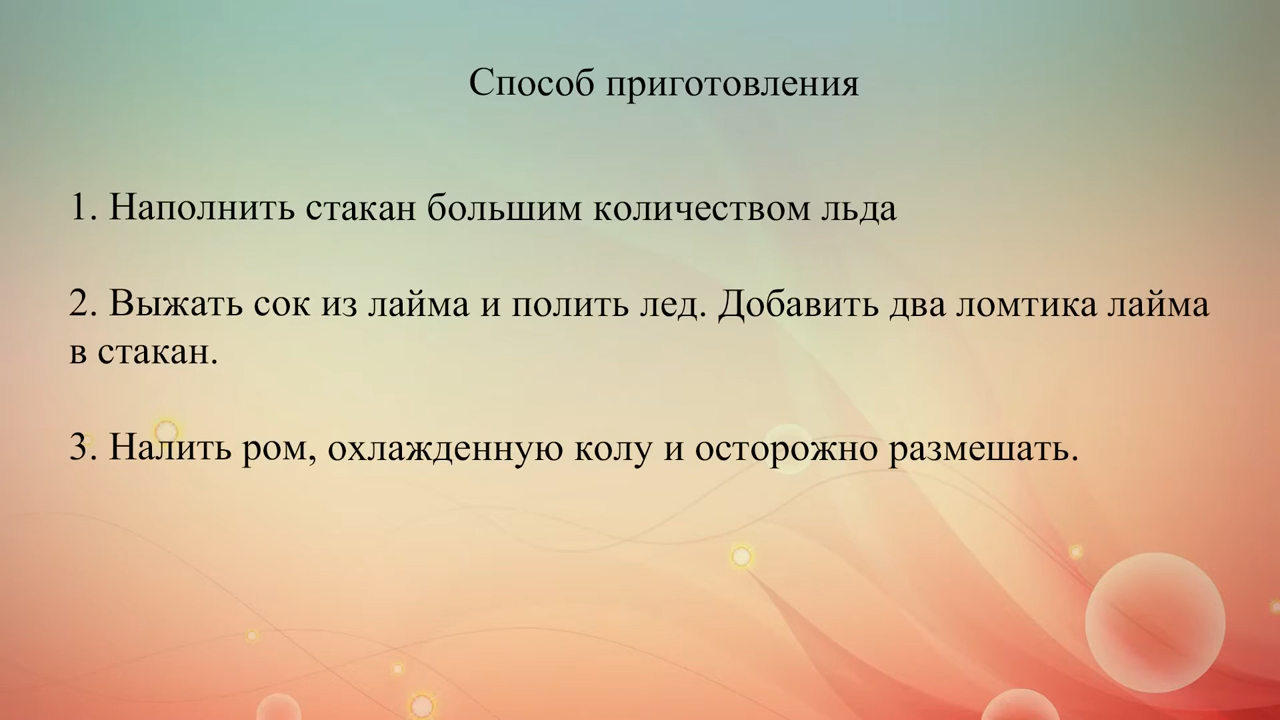 Способ приготовления
1. Наполнить стакан большим количеством льда
2. Выжать сок из лайма и полить лед. Добавить два ломтика лайма
в стакан.
3. Налить ром, охлажденную колу и осторожно размешать.